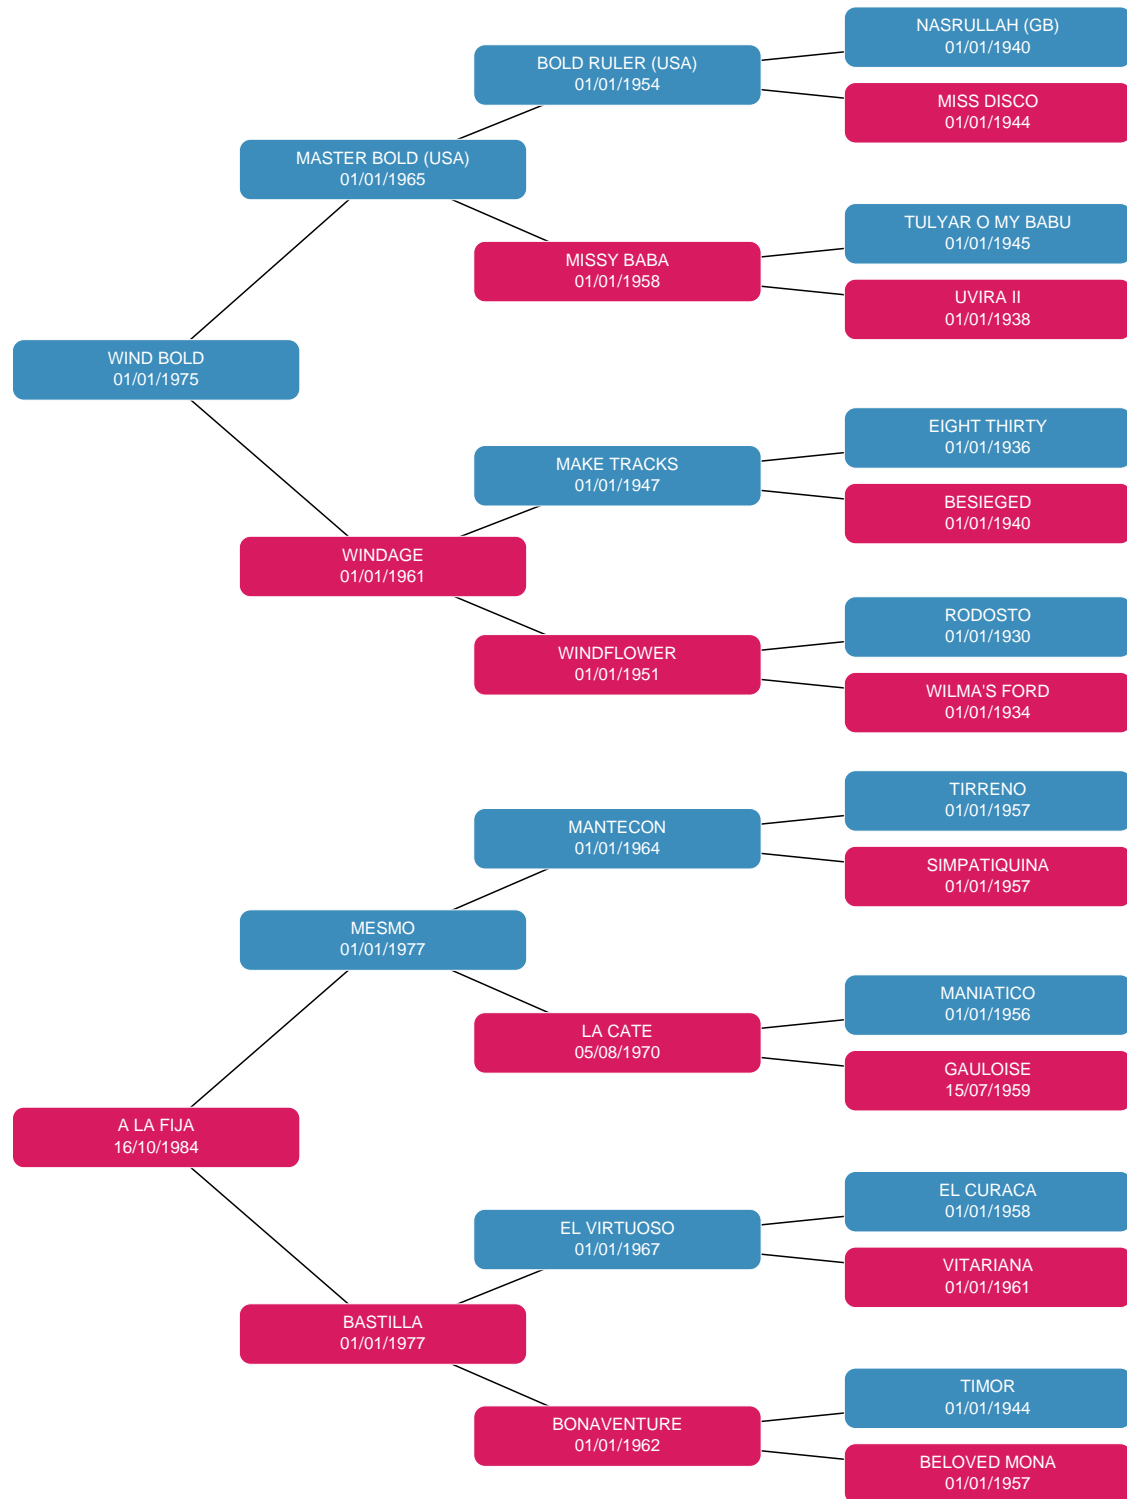 NASRULLAH (GB)
01/01/1940
BOLD RULER (USA)
01/01/1954
MISS DISCO
01/01/1944
MASTER BOLD (USA)
01/01/1965
TULYAR O MY BABU
01/01/1945
MISSY BABA
01/01/1958
UVIRA II
01/01/1938
WIND BOLD
01/01/1975
EIGHT THIRTY
01/01/1936
MAKE TRACKS
01/01/1947
BESIEGED
01/01/1940
WINDAGE
01/01/1961
RODOSTO
01/01/1930
WINDFLOWER
01/01/1951
WILMA'S FORD
01/01/1934
TIRRENO
01/01/1957
MANTECON
01/01/1964
SIMPATIQUINA
01/01/1957
MESMO
01/01/1977
MANIATICO
01/01/1956
LA CATE
05/08/1970
GAULOISE
15/07/1959
A LA FIJA
16/10/1984
EL CURACA
01/01/1958
EL VIRTUOSO
01/01/1967
VITARIANA
01/01/1961
BASTILLA
01/01/1977
TIMOR
01/01/1944
BONAVENTURE
01/01/1962
BELOVED MONA
01/01/1957